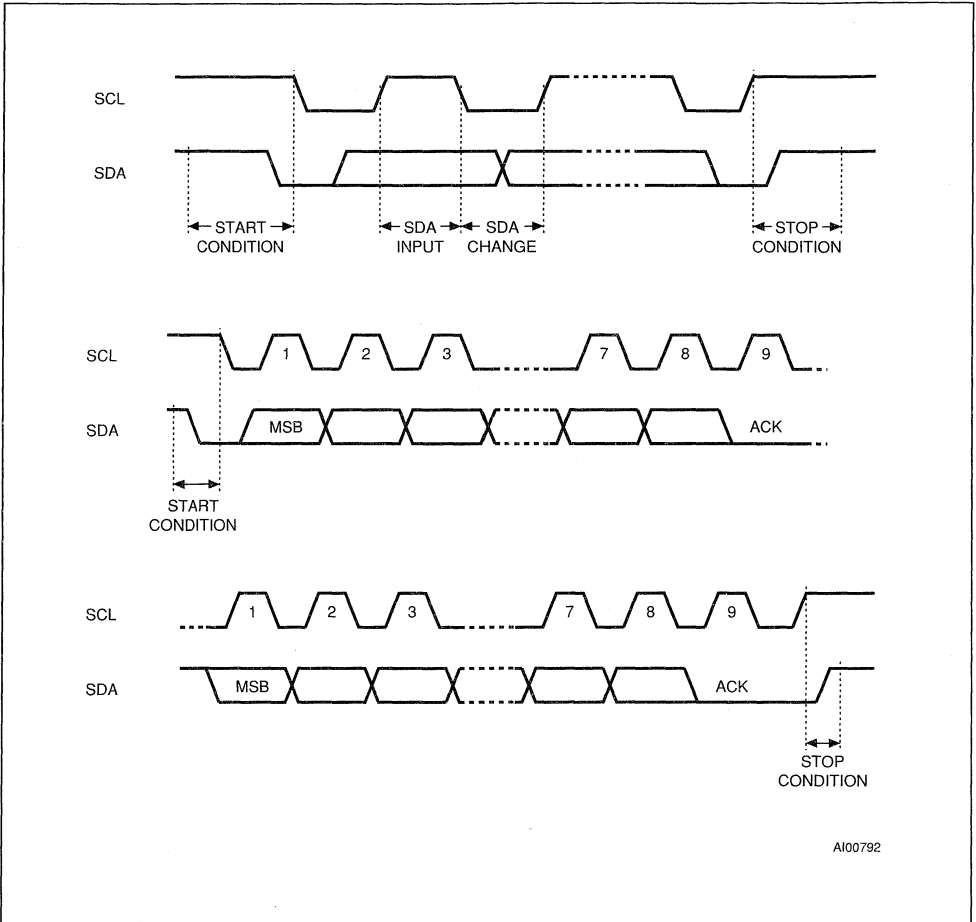 SCL
SDA
START CONDITION
SDA INPUT
SDA CHANGE
STOP CONDITION
SCL
1 2 3 7 8 9
SDA
MSB
ACK
START CONDITION
SCL
1 2 3 7 8 9
SDA
MSB
ACK
STOP CONDITION
AI00792